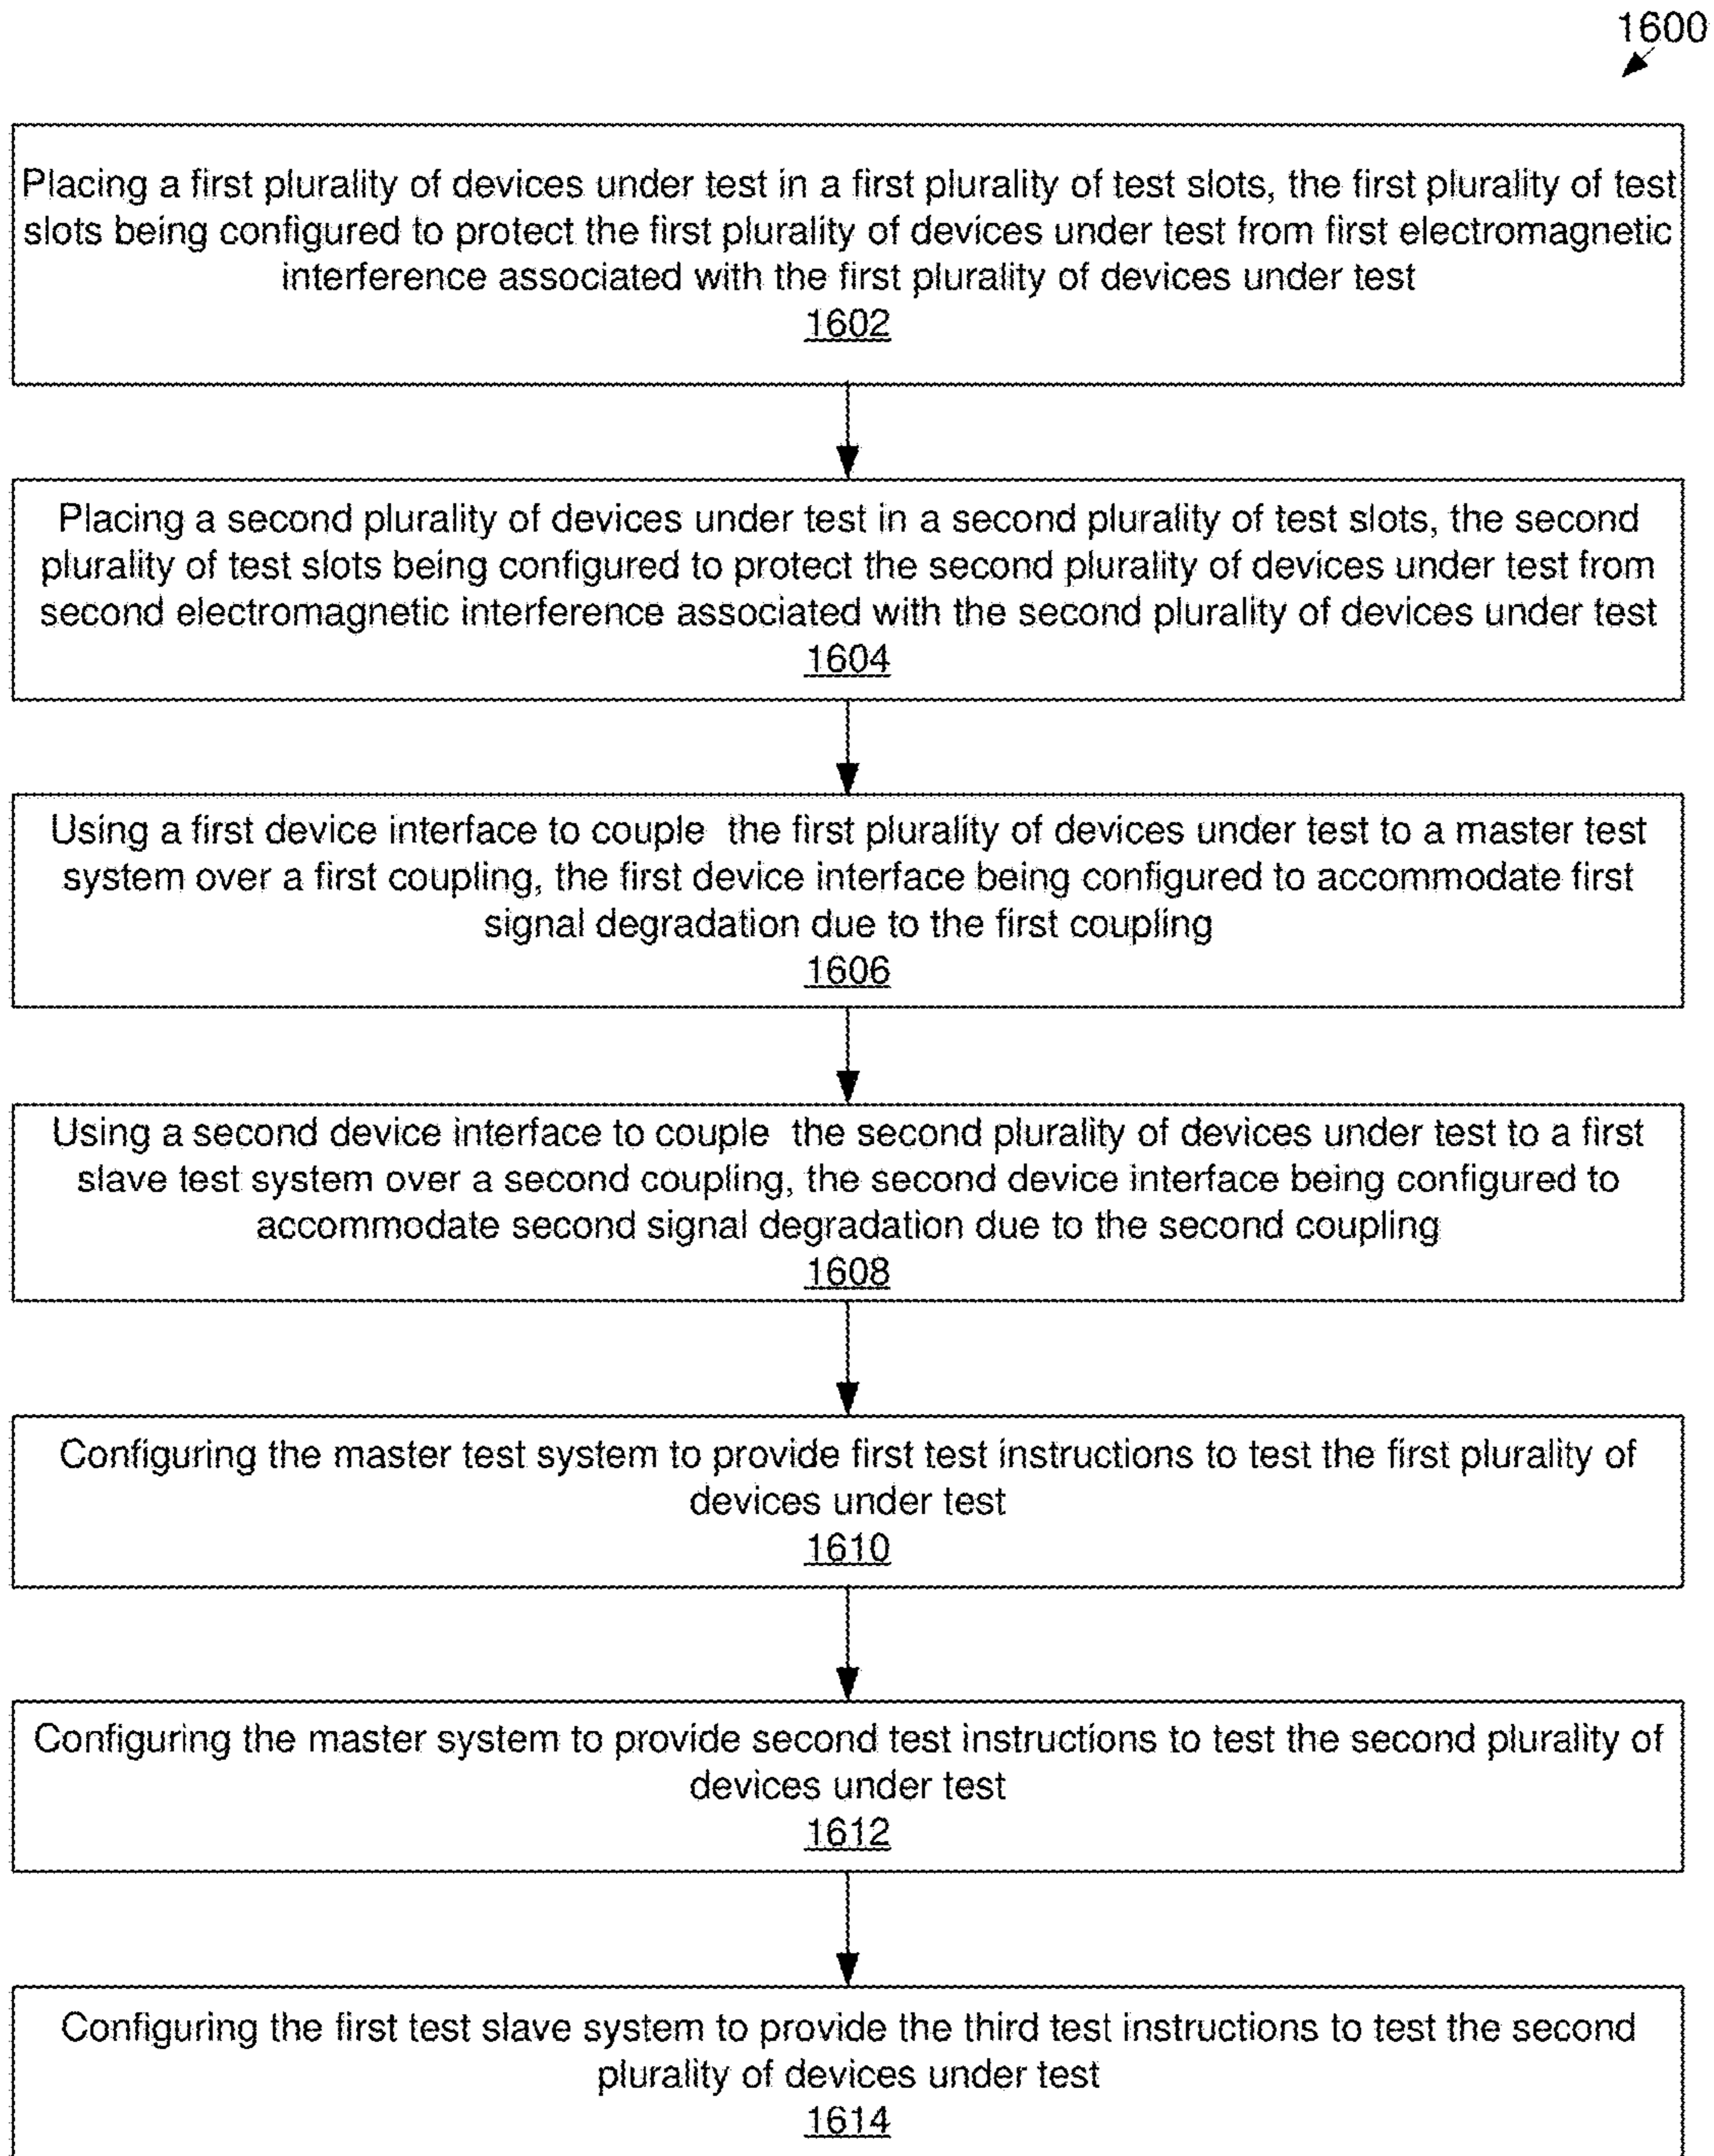 1600
Placing a first plurality of devices under test in a first plurality of test slots, the first plurality of test
slots being configured to protect the first plurality of devices under test from first electromagnetic
interference associated with the first plurality of devices under test
1602
Placing a second plurality of devices under test in a second plurality of test slots, the second
plurality of test slots being configured to protect the second plurality of devices under test from
second electromagnetic interference associated with the second plurality of devices under test
1604
Using a first device interface to couple the first plurality of devices under test to a master test
system over a first coupling, the first device interface being configured to accommodate first
signal degradation due to the first coupling
1606
Using a second device interface to couple the second plurality of devices under test to a first
slave test system over a second coupling, the second device interface being configured to
accommodate second signal degradation due to the second coupling
1608
Configuring the master test system to provide first test instructions to test the first plurality of
devices under test
1610
Configuring the master system to provide second test instructions to test the second plurality of
devices under test
1612
Configuring the first test slave system to provide the third test instructions to test the second
plurality of devices under test
1614